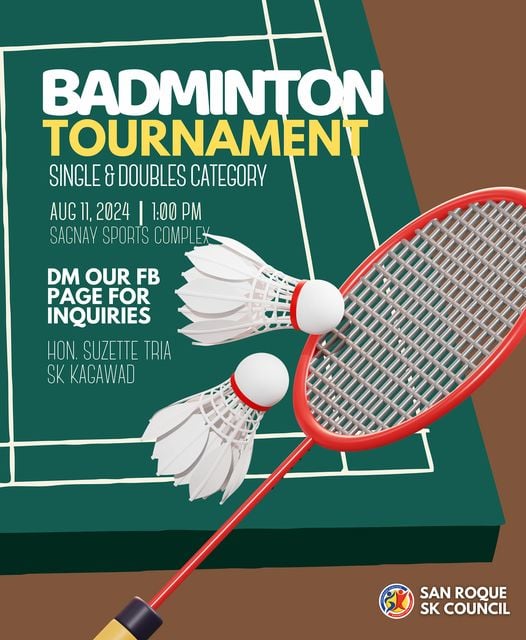 BADMINTON
TOURNAMENT
SINGLE & DOUBLES CATEGORY
AUG 11, 2024 | 1:00 PM
SAGNAY SPORTS COMPLEX
DM OUR FB
PAGE FOR
INQUIRIES
HON. SUZETTE TRIA
SK KAGAWAD
SAN ROQUE
SK COUNCIL